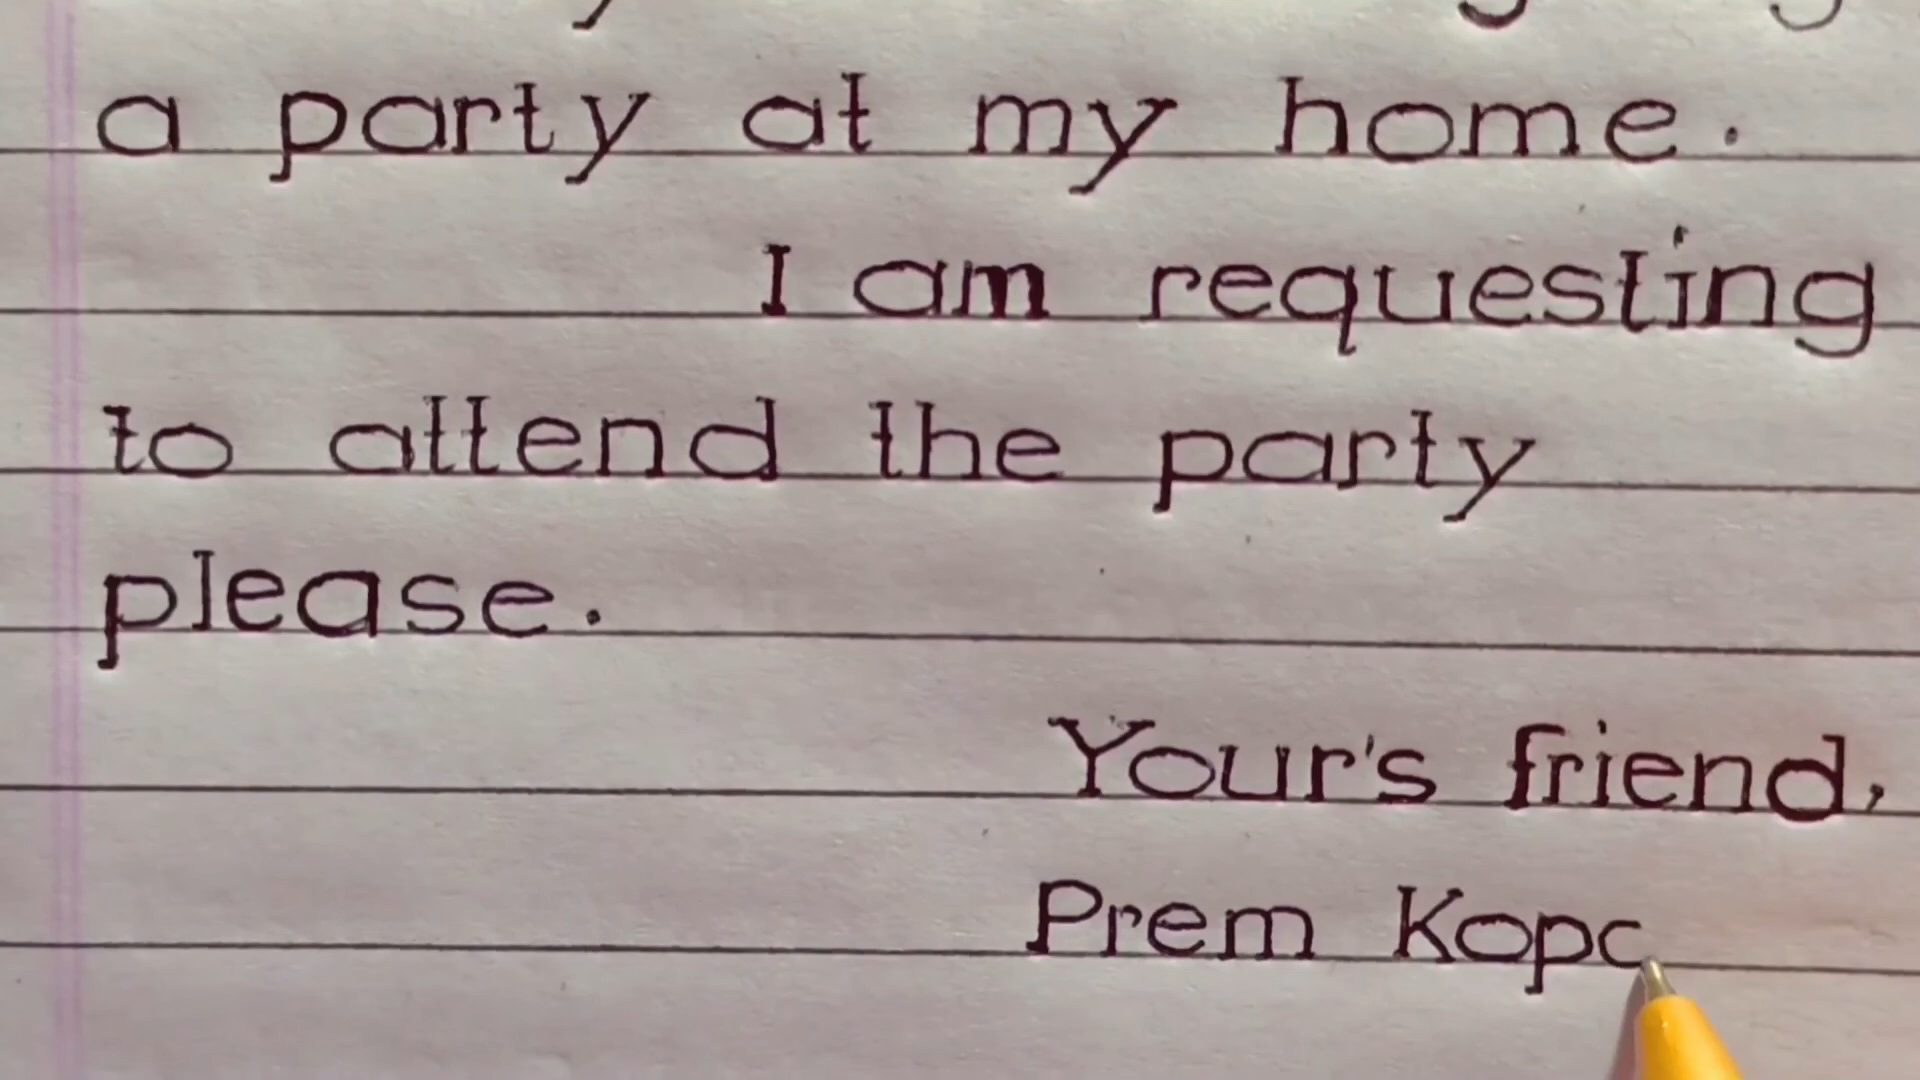 a party at my home.
I am requesting
to attend the party
please.
Your's friend,
Prem Kopc